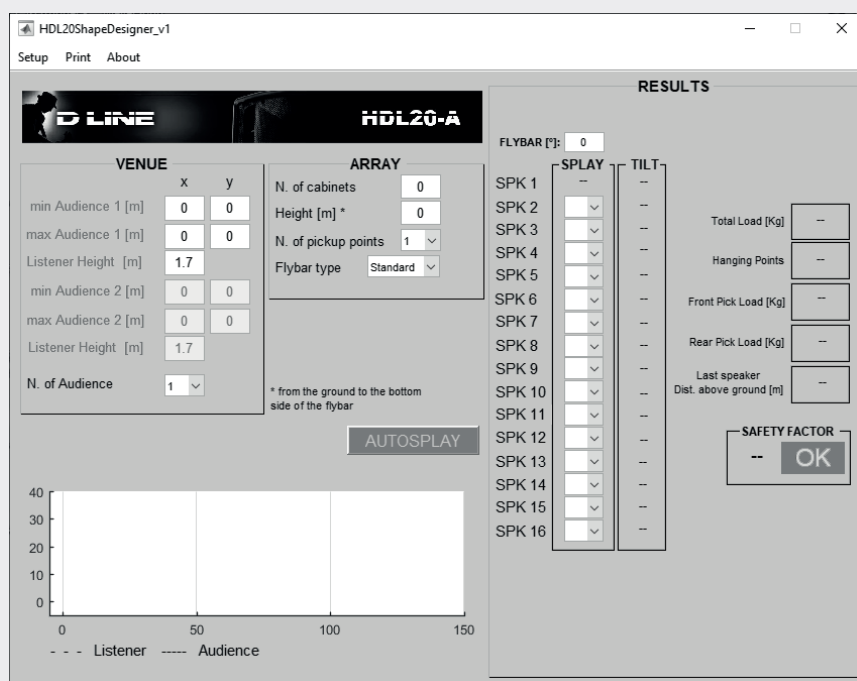 HDL20ShapeDesigner_v1
Setup Print About
D LINE HDL20-A
VENUE
x y
min Audience 1 [m] 0 0
max Audience 1 [m] 0 0
Listener Height [m] 1.7
min Audience 2 [m] 0 0
max Audience 2 [m] 0 0
Listener Height [m] 1.7
N. of Audience 1
ARRAY
N. of cabinets 0
Height [m] * 0
N. of pickup points 1
Flybar type Standard
* from the ground to the bottom
side of the flybar
AUTOSPLAY
40
30
20
10
0
0 50 100 150
- - - Listener ----- Audience
RESULTS
FLYBAR [°]: 0
SPLAY TILT
SPK 1 -- --
SPK 2 --
SPK 3 --
SPK 4 --
SPK 5 --
SPK 6 --
SPK 7 --
SPK 8 --
SPK 9 --
SPK 10 --
SPK 11 --
SPK 12 --
SPK 13 --
SPK 14 --
SPK 15 --
SPK 16 --
Total Load [Kg] --
Hanging Points --
Front Pick Load [Kg] --
Rear Pick Load [Kg] --
Last speaker
Dist. above ground [m] --
SAFETY FACTOR
-- OK